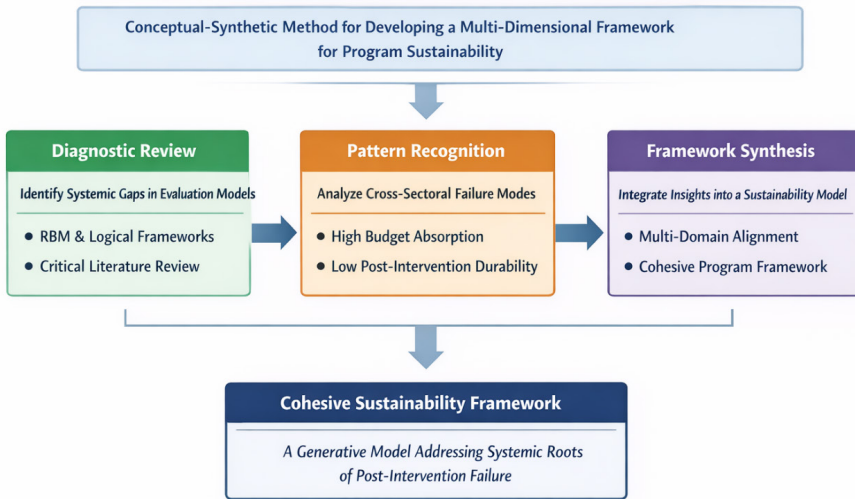 Conceptual-Synthetic Method for Developing a Multi-Dimensional Framework
for Program Sustainability
Diagnostic Review
Identify Systemic Gaps in Evaluation Models
• RBM & Logical Frameworks
• Critical Literature Review
Pattern Recognition
Analyze Cross-Sectoral Failure Modes
• High Budget Absorption
• Low Post-Intervention Durability
Framework Synthesis
Integrate Insights into a Sustainability Model
• Multi-Domain Alignment
• Cohesive Program Framework
Cohesive Sustainability Framework
A Generative Model Addressing Systemic Roots
of Post-Intervention Failure